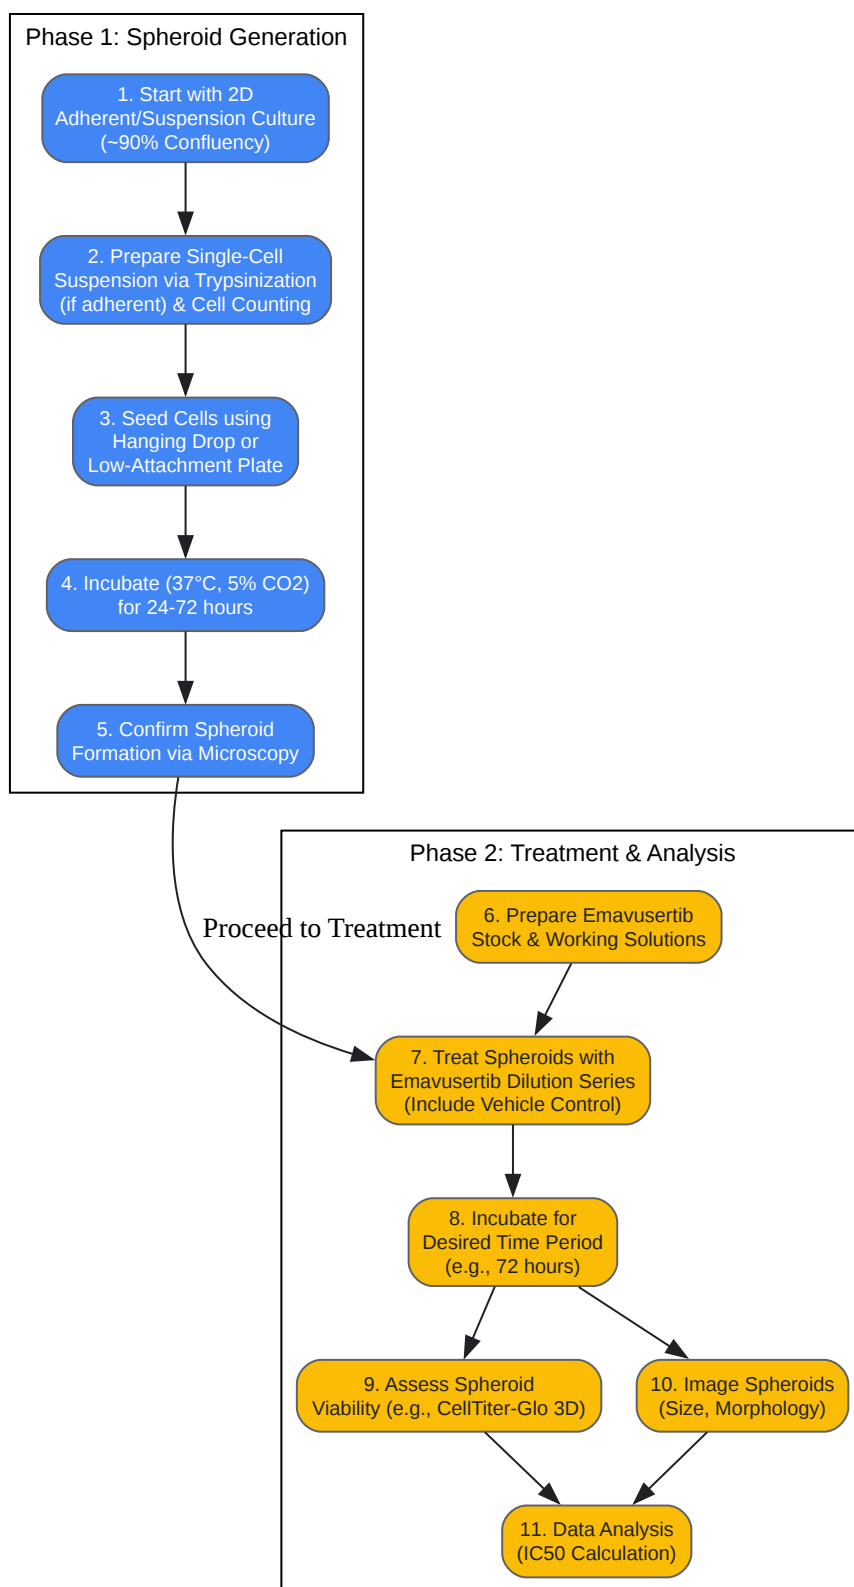 Phase 1: Spheroid Generation
1. Start with 2D
Adherent/Suspension Culture
(~90% Confluency)
2. Prepare Single-Cell
Suspension via Trypsinization
(if adherent) & Cell Counting
3. Seed Cells using
Hanging Drop or
Low-Attachment Plate
4. Incubate (37°C, 5% CO2)
for 24-72 hours
5. Confirm Spheroid
Formation via Microscopy
Proceed to Treatment
Phase 2: Treatment & Analysis
6. Prepare Emavusertib
Stock & Working Solutions
7. Treat Spheroids with
Emavusertib Dilution Series
(Include Vehicle Control)
8. Incubate for
Desired Time Period
(e.g., 72 hours)
9. Assess Spheroid
Viability (e.g., CellTiter-Glo 3D)
10. Image Spheroids
(Size, Morphology)
11. Data Analysis
(IC50 Calculation)